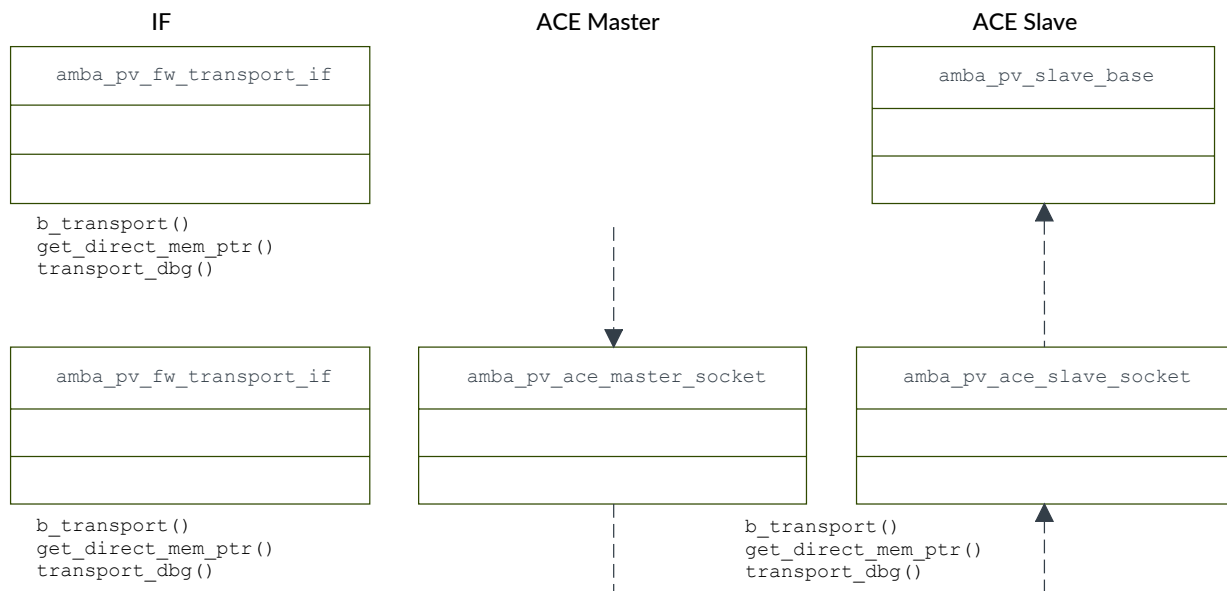 IF
ACE Master
ACE Slave
amba_pv_fw_transport_if
amba_pv_slave_base
b_transport()
get_direct_mem_ptr()
transport_dbg()
amba_pv_fw_transport_if
amba_pv_ace_master_socket
amba_pv_ace_slave_socket
b_transport()
get_direct_mem_ptr()
transport_dbg()
b_transport()
get_direct_mem_ptr()
transport_dbg()